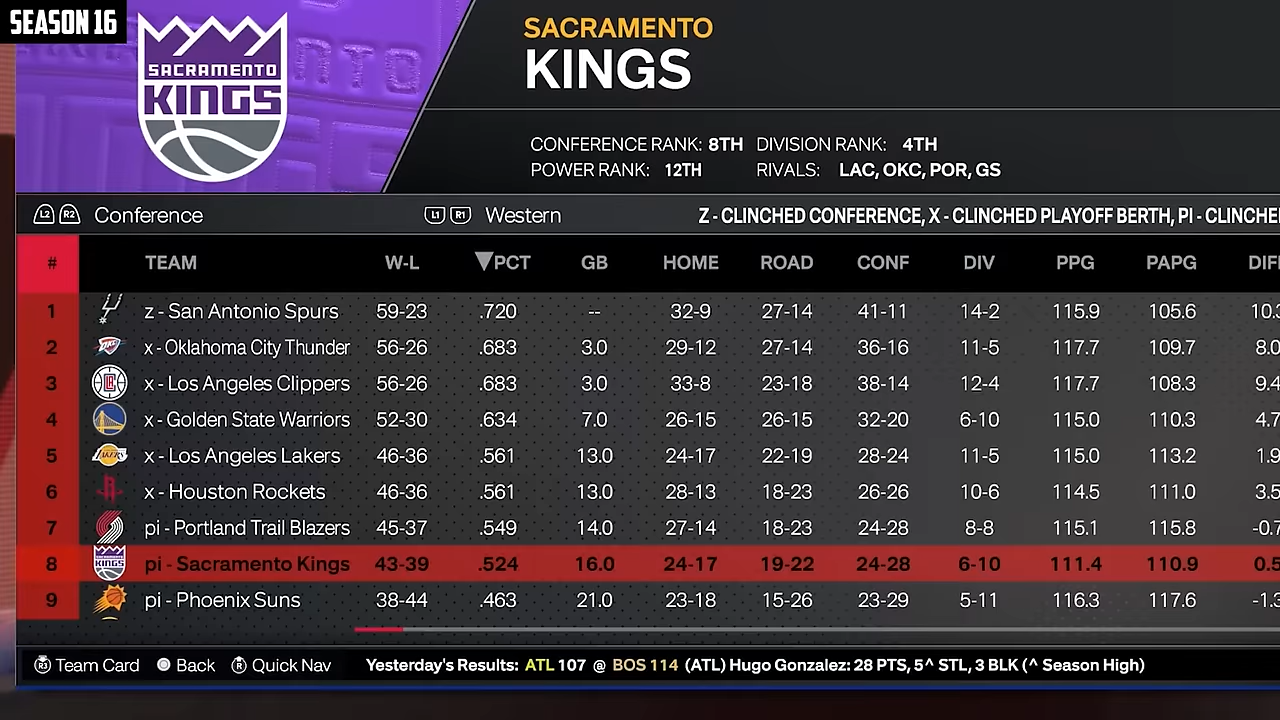 SEASON 16
SACRAMENTO
KINGS
SACRAMENTO
KINGS
CONFERENCE RANK: 8TH DIVISION RANK: 4TH
POWER RANK: 12TH RIVALS: LAC, OKC, POR, GS
L2 R2 Conference L1 R1 Western Z - CLINCHED CONFERENCE, X - CLINCHED PLAYOFF BERTH, PI - CLINCHE
# TEAM W-L ▼PCT GB HOME ROAD CONF DIV PPG PAPG DIF
1 z - San Antonio Spurs 59-23 .720 -- 32-9 27-14 41-11 14-2 115.9 105.6 10.3
2 x - Oklahoma City Thunder 56-26 .683 3.0 29-12 27-14 36-16 11-5 117.7 109.7 8.0
3 x - Los Angeles Clippers 56-26 .683 3.0 33-8 23-18 38-14 12-4 117.7 108.3 9.4
4 x - Golden State Warriors 52-30 .634 7.0 26-15 26-15 32-20 6-10 115.0 110.3 4.7
5 x - Los Angeles Lakers 46-36 .561 13.0 24-17 22-19 28-24 11-5 115.0 113.2 1.9
6 x - Houston Rockets 46-36 .561 13.0 28-13 18-23 26-26 10-6 114.5 111.0 3.5
7 pi - Portland Trail Blazers 45-37 .549 14.0 27-14 18-23 24-28 8-8 115.1 115.8 -0.7
8 KINGS pi - Sacramento Kings 43-39 .524 16.0 24-17 19-22 24-28 6-10 111.4 110.9 0.5
9 pi - Phoenix Suns 38-44 .463 21.0 23-18 15-26 23-29 5-11 116.3 117.6 -1.3
R3 Team Card Back R Quick Nav Yesterday's Results: ATL 107 @ BOS 114 (ATL) Hugo Gonzalez: 28 PTS, 5^ STL, 3 BLK (^ Season High)